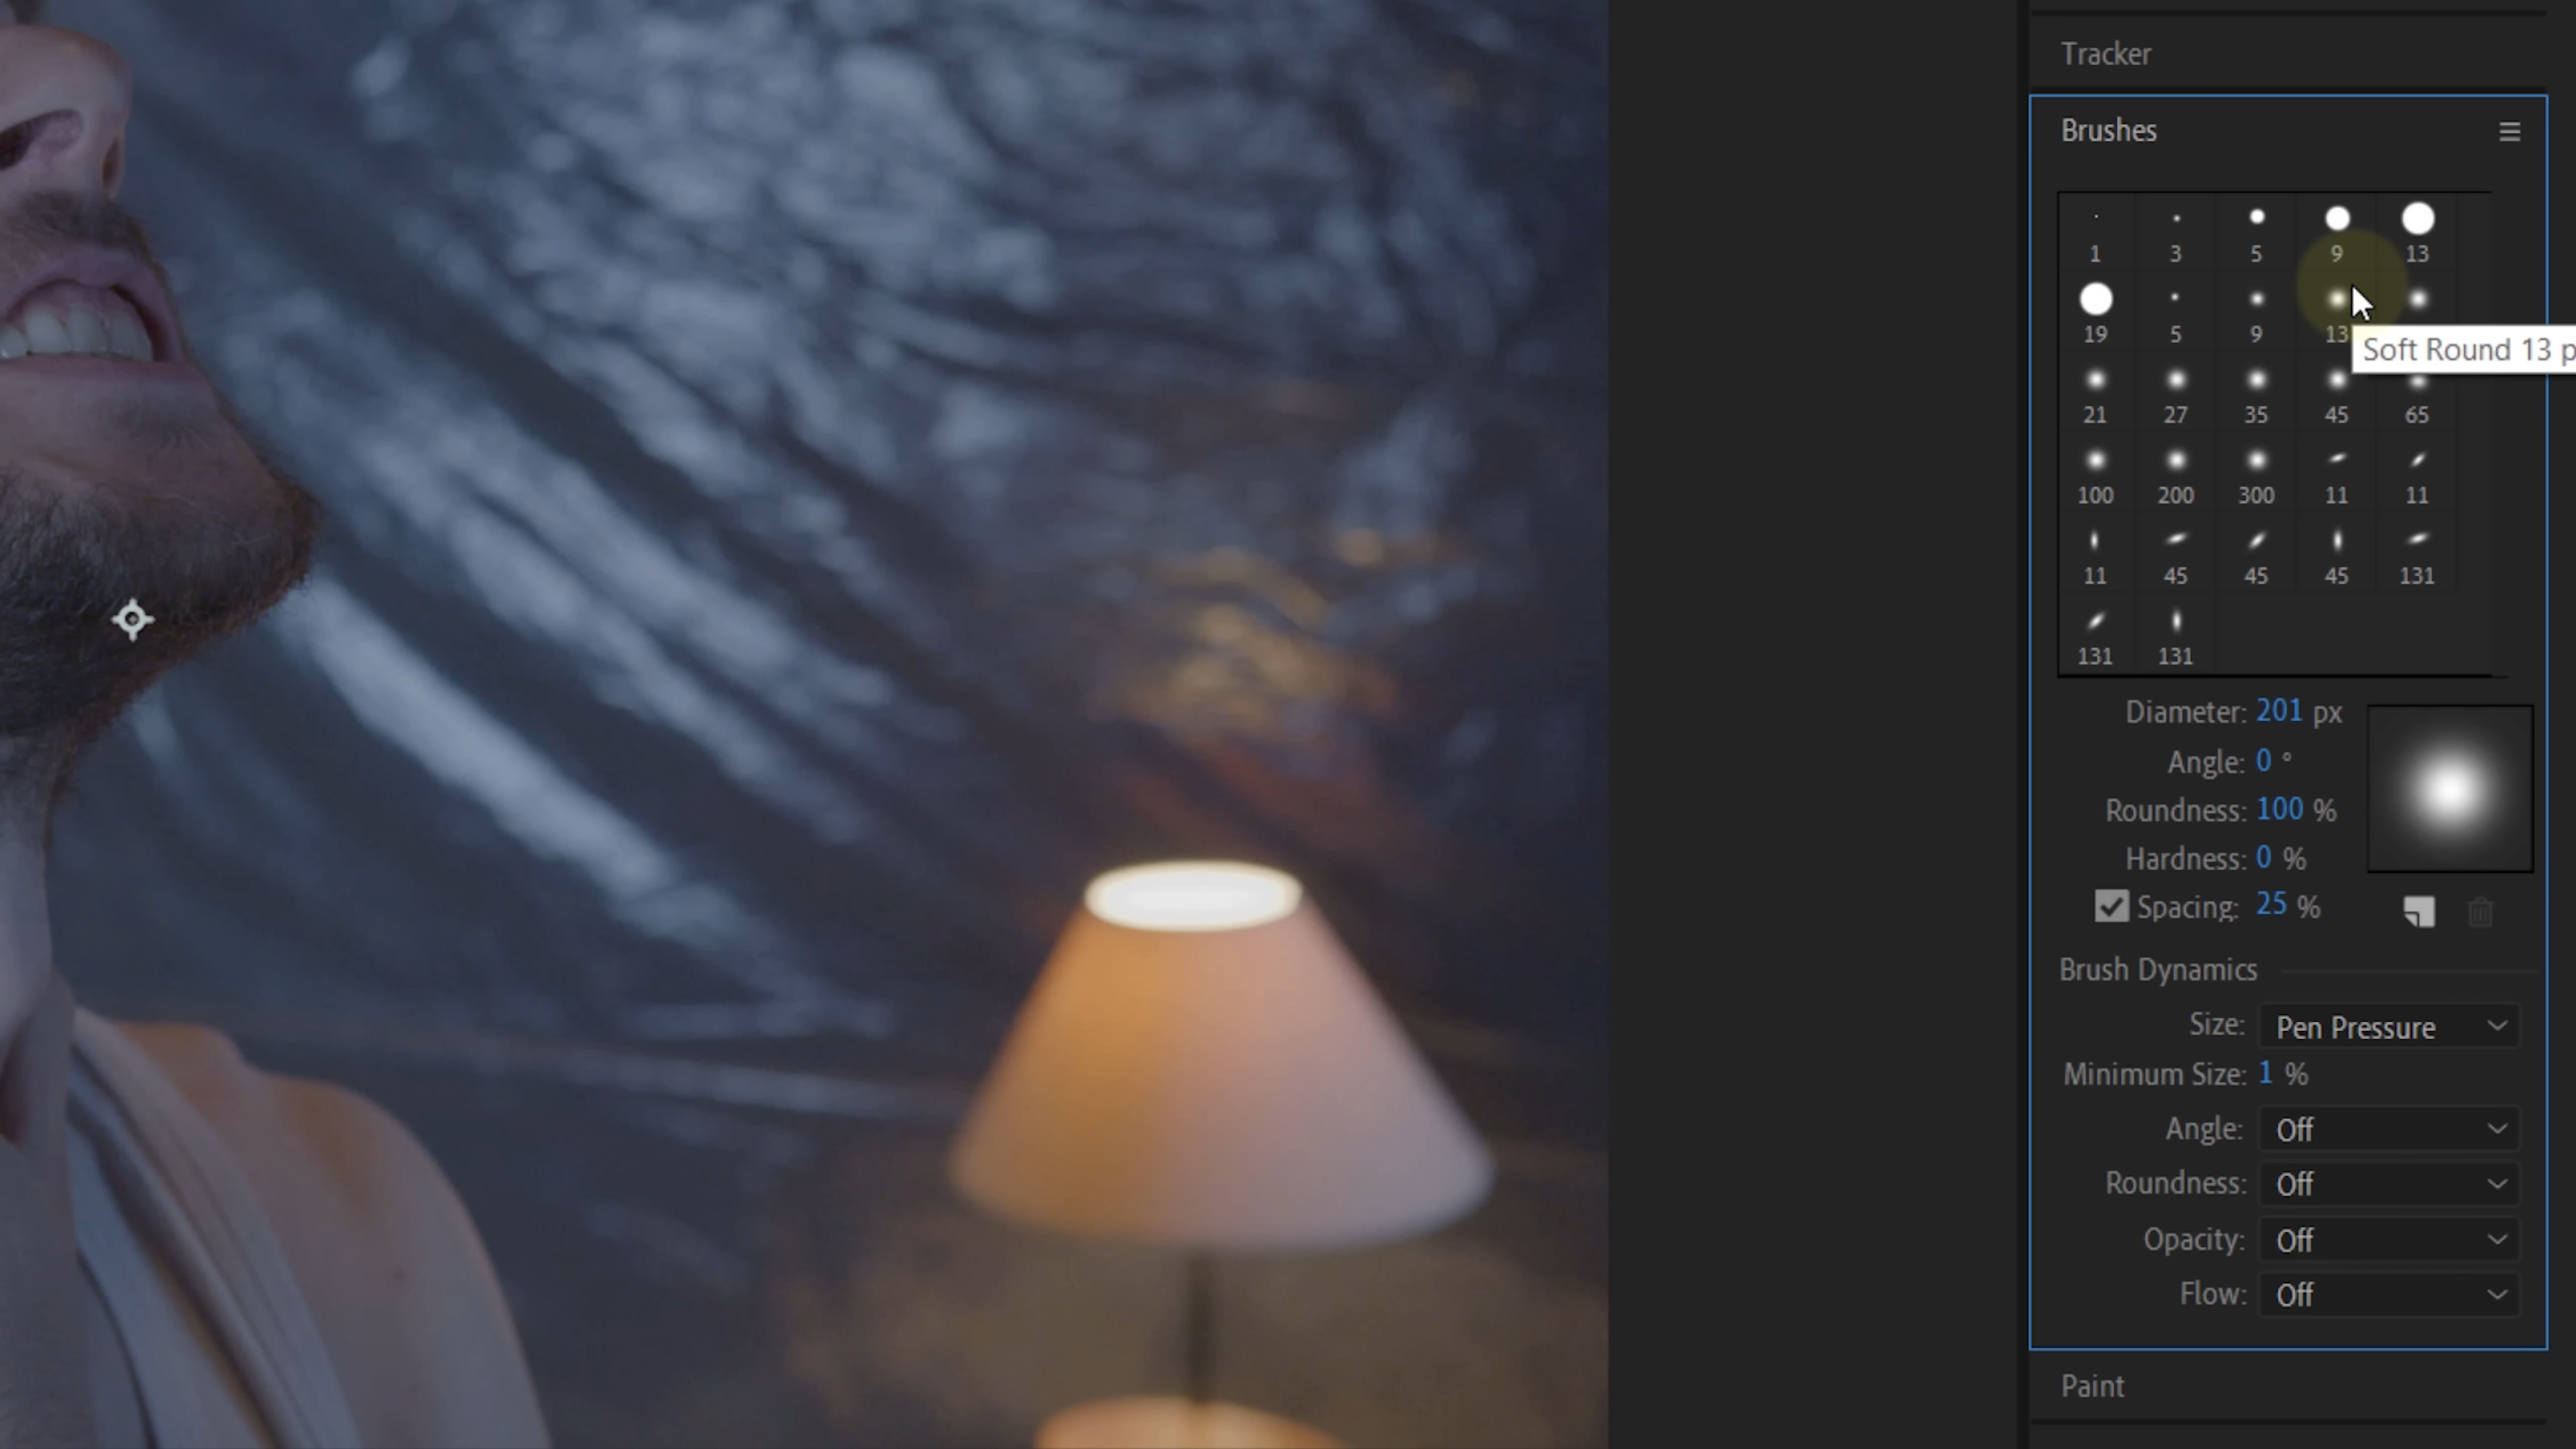 Tracker
Brushes
1 3 5 9 13
19 5 9 13
Soft Round 13 p
21 27 35 45 65
100 200 300 11 11
11 45 45 45 131
131 131
Diameter: 201 px
Angle: 0 °
Roundness: 100 %
Hardness: 0 %
Spacing: 25 %
Brush Dynamics
Size: Pen Pressure
Minimum Size: 1 %
Angle: Off
Roundness: Off
Opacity: Off
Flow: Off
Paint